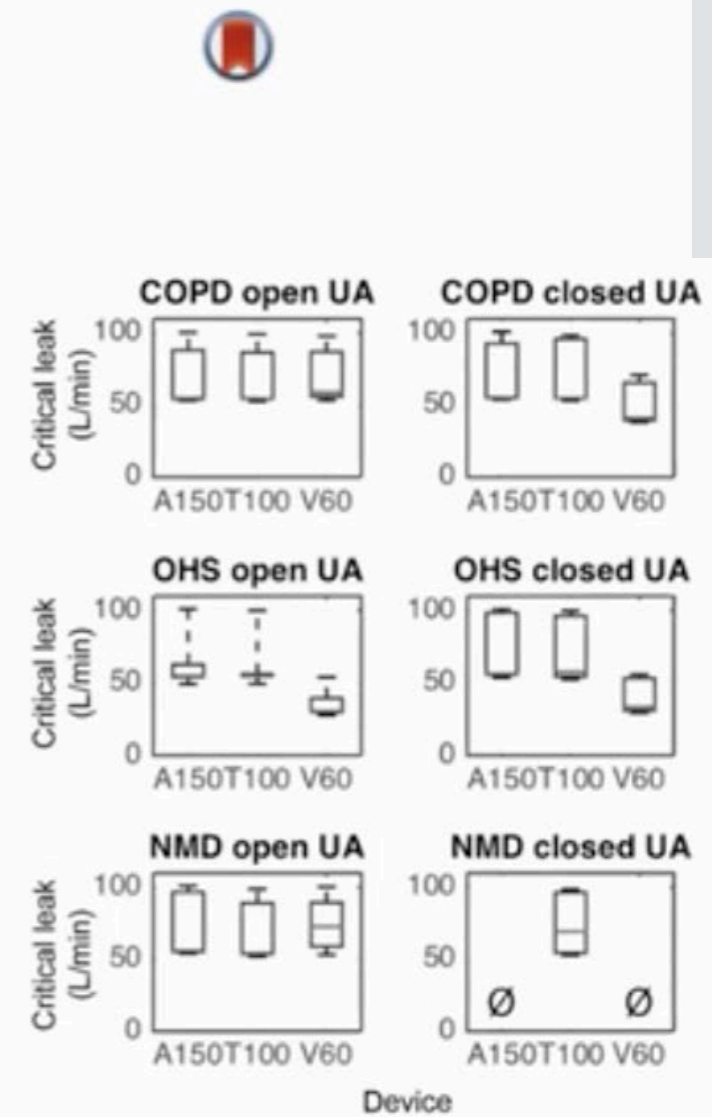 COPD open UA
Critical leak
(L/min)
100
50
0
A150T100 V60
COPD closed UA
100
50
0
A150T100 V60
OHS open UA
Critical leak
(L/min)
100
50
0
A150T100 V60
OHS closed UA
100
50
0
A150T100 V60
NMD open UA
Critical leak
(L/min)
100
50
0
A150T100 V60
NMD closed UA
100
50
0
Ø Ø
A150T100 V60
Device